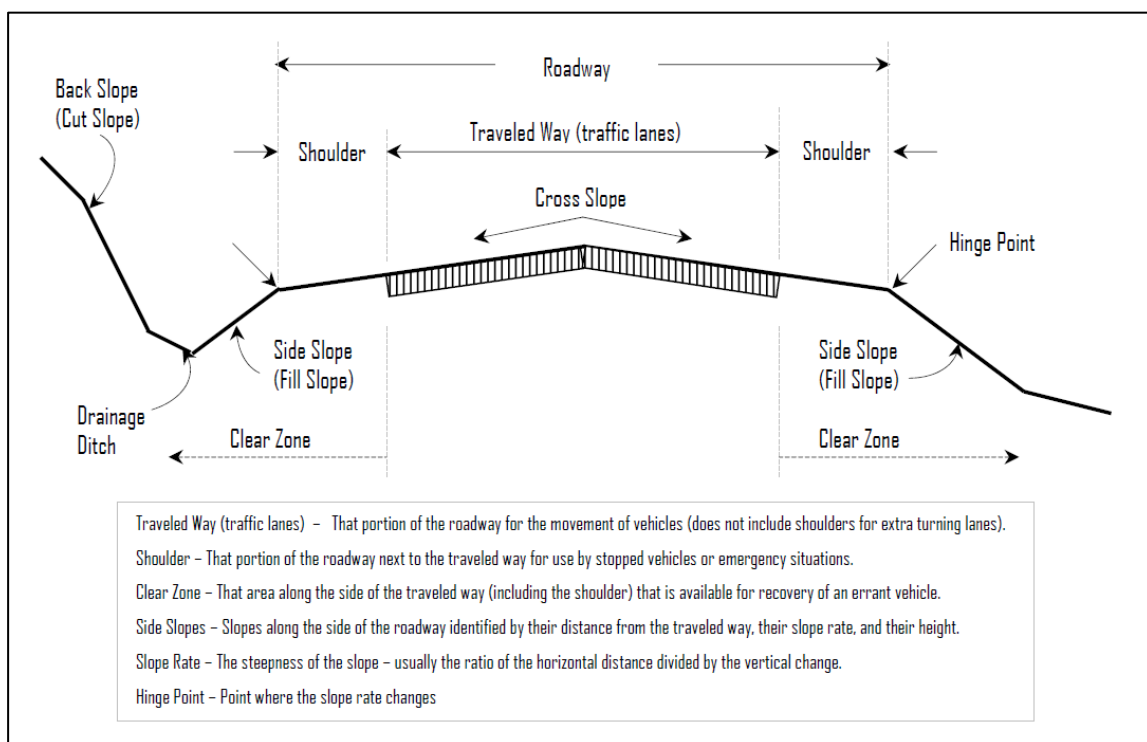 Roadway
Back Slope
(Cut Slope)
Traveled Way (traffic lanes)
Shoulder
Shoulder
Cross Slope
Hinge Point
Side Slope
(Fill Slope)
Side Slope
(Fill Slope)
Drainage
Ditch
Clear Zone
Clear Zone
Traveled Way (traffic lanes) – That portion of the roadway for the movement of vehicles (does not include shoulders for extra turning lanes).
Shoulder – That portion of the roadway next to the traveled way for use by stopped vehicles or emergency situations.
Clear Zone – That area along the side of the traveled way (including the shoulder) that is available for recovery of an errant vehicle.
Side Slopes – Slopes along the side of the roadway identified by their distance from the traveled way, their slope rate, and their height.
Slope Rate – The steepness of the slope – usually the ratio of the horizontal distance divided by the vertical change.
Hinge Point – Point where the slope rate changes